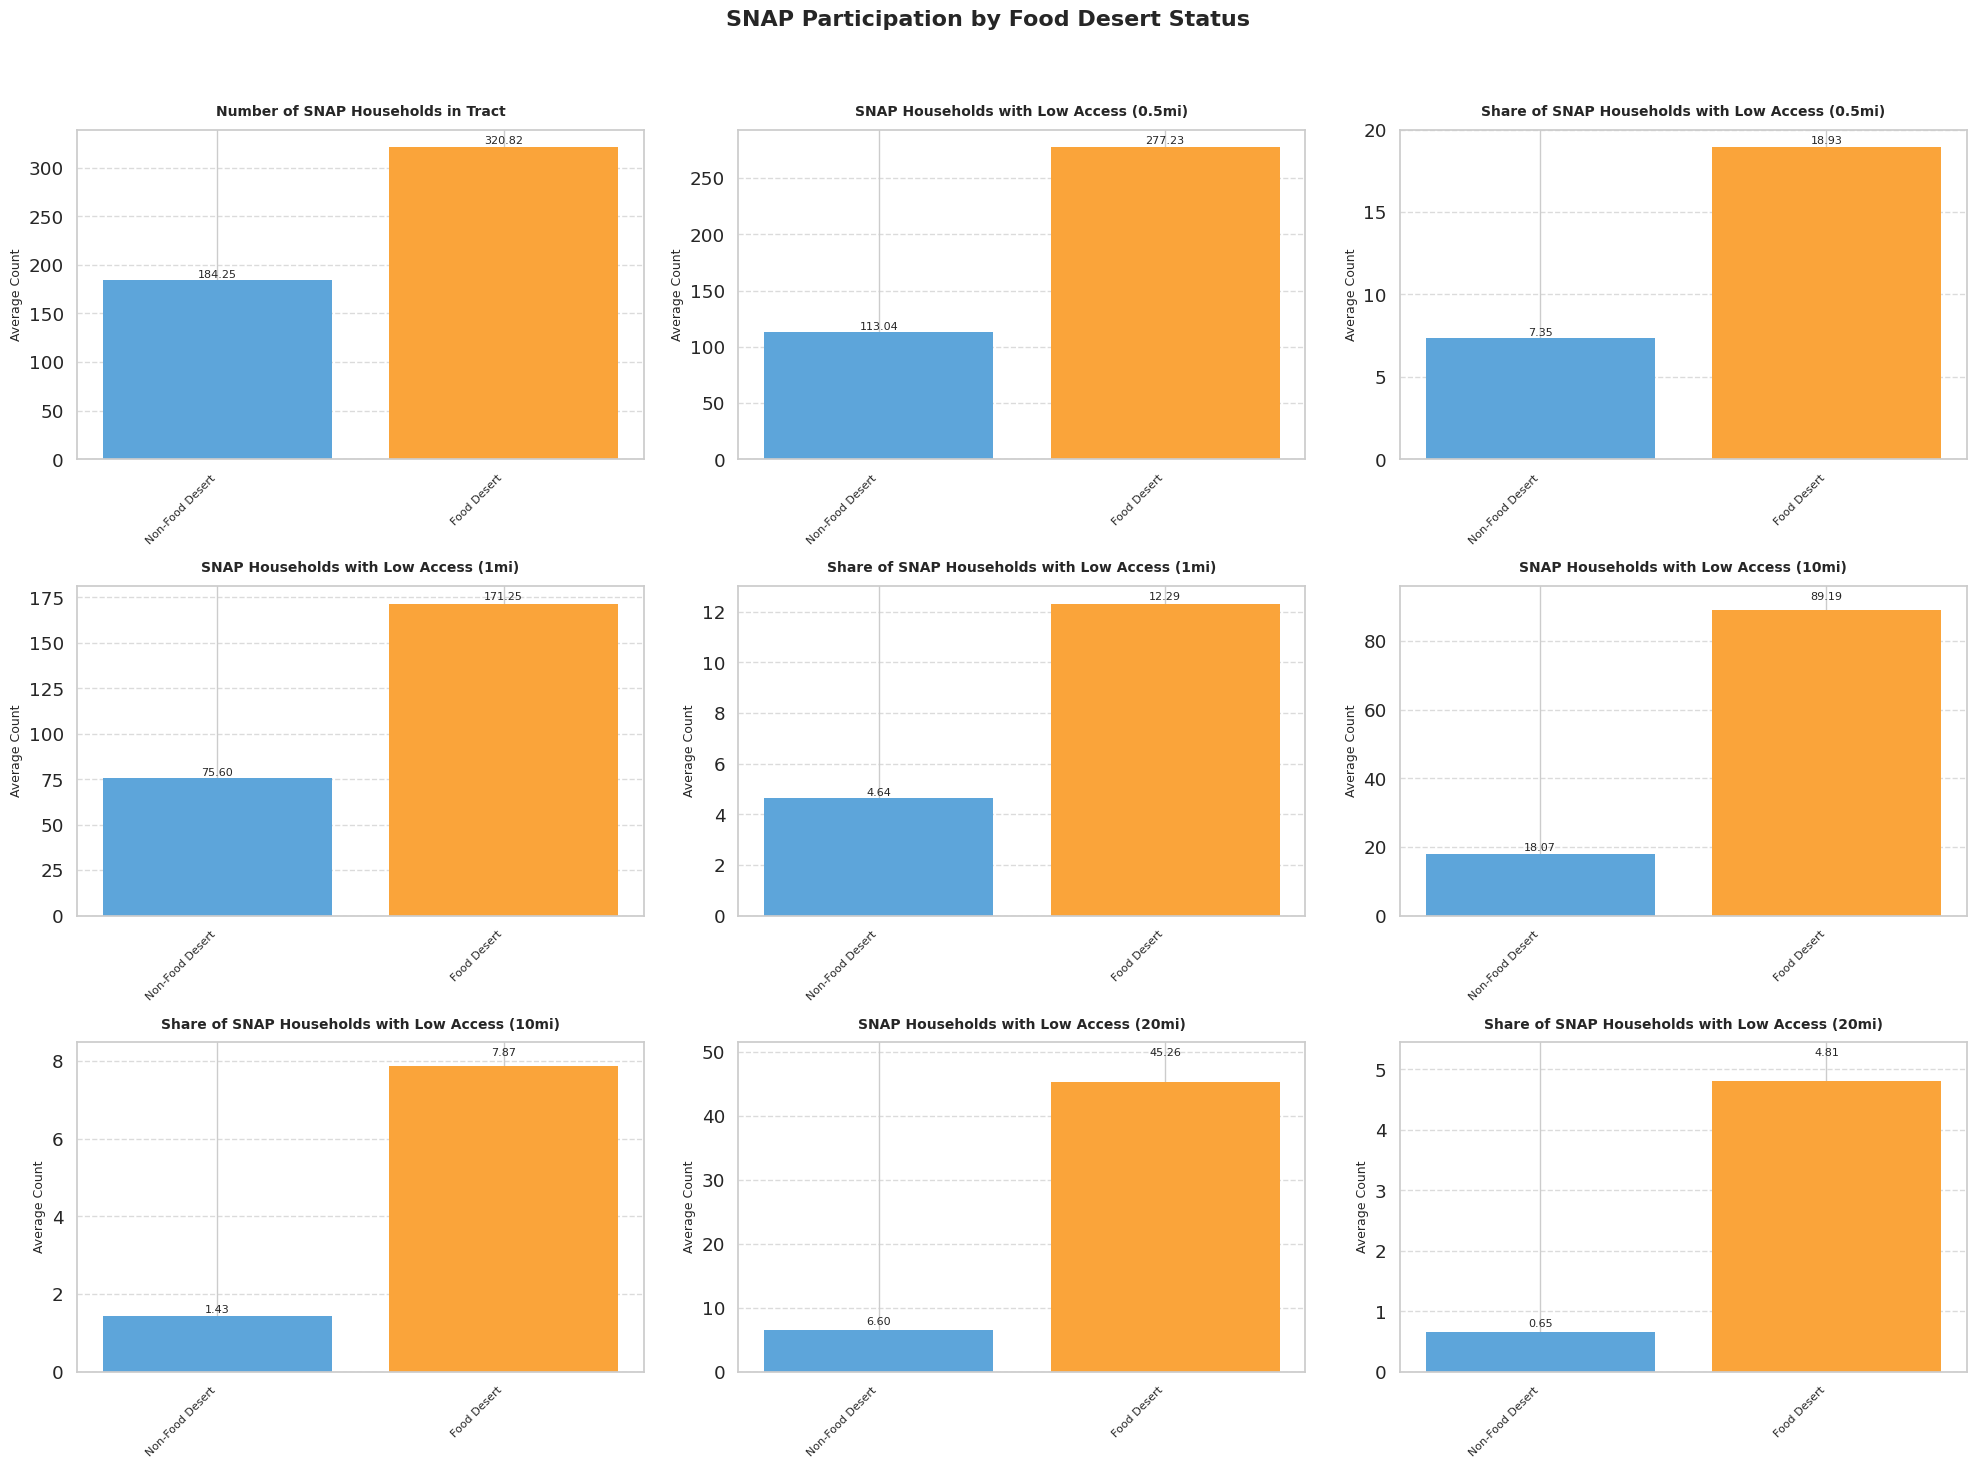 SNAP Participation by Food Desert Status
Number of SNAP Households in Tract
Average Count
300
250
200
150
100
50
0
184.25
320.82
Non-Food Desert
Food Desert
SNAP Households with Low Access (0.5mi)
Average Count
250
200
150
100
50
0
113.04
277.23
Non-Food Desert
Food Desert
Share of SNAP Households with Low Access (0.5mi)
Average Count
20
15
10
5
0
7.35
18.93
Non-Food Desert
Food Desert
SNAP Households with Low Access (1mi)
Average Count
175
150
125
100
75
50
25
0
75.60
171.25
Non-Food Desert
Food Desert
Share of SNAP Households with Low Access (1mi)
Average Count
12
10
8
6
4
2
0
4.64
12.29
Non-Food Desert
Food Desert
SNAP Households with Low Access (10mi)
Average Count
80
60
40
20
0
18.07
89.19
Non-Food Desert
Food Desert
Share of SNAP Households with Low Access (10mi)
Average Count
8
6
4
2
0
1.43
7.87
Non-Food Desert
Food Desert
SNAP Households with Low Access (20mi)
Average Count
50
40
30
20
10
0
6.60
45.26
Non-Food Desert
Food Desert
Share of SNAP Households with Low Access (20mi)
Average Count
5
4
3
2
1
0
0.65
4.81
Non-Food Desert
Food Desert